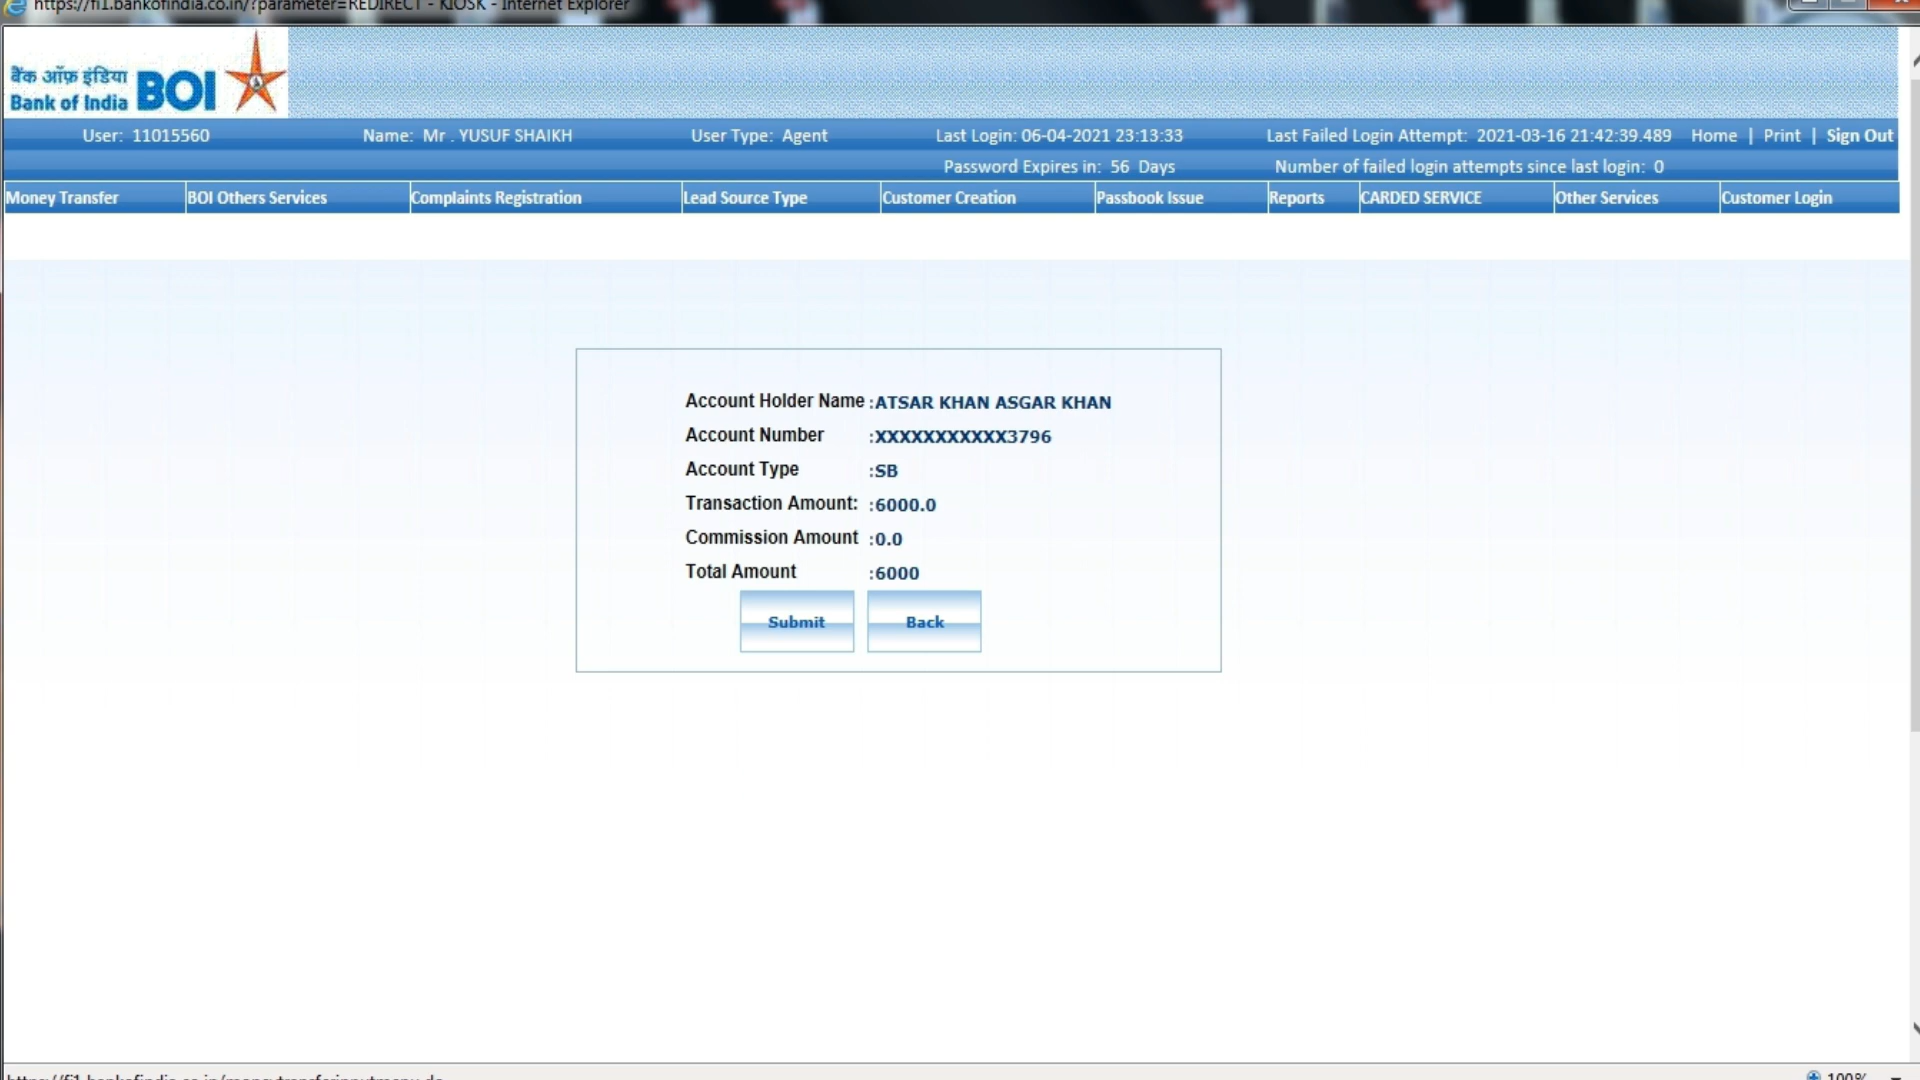 https://fi1.bankofindia.co.in/?parameter=REDIRECT - KIOSK - Internet Explorer
बैंक ऑफ़ इंडिया
Bank of India BOI
User: 11015560 Name: Mr . YUSUF SHAIKH User Type: Agent Last Login: 06-04-2021 23:13:33 Last Failed Login Attempt: 2021-03-16 21:42:39.489 Home | Print | Sign Out
Password Expires in: 56 Days Number of failed login attempts since last login: 0
Money Transfer BOI Others Services Complaints Registration Lead Source Type Customer Creation Passbook Issue Reports CARDED SERVICE Other Services Customer Login
Account Holder Name :ATSAR KHAN ASGAR KHAN
Account Number :XXXXXXXXXXX3796
Account Type :SB
Transaction Amount: :6000.0
Commission Amount :0.0
Total Amount :6000
Submit Back
100%